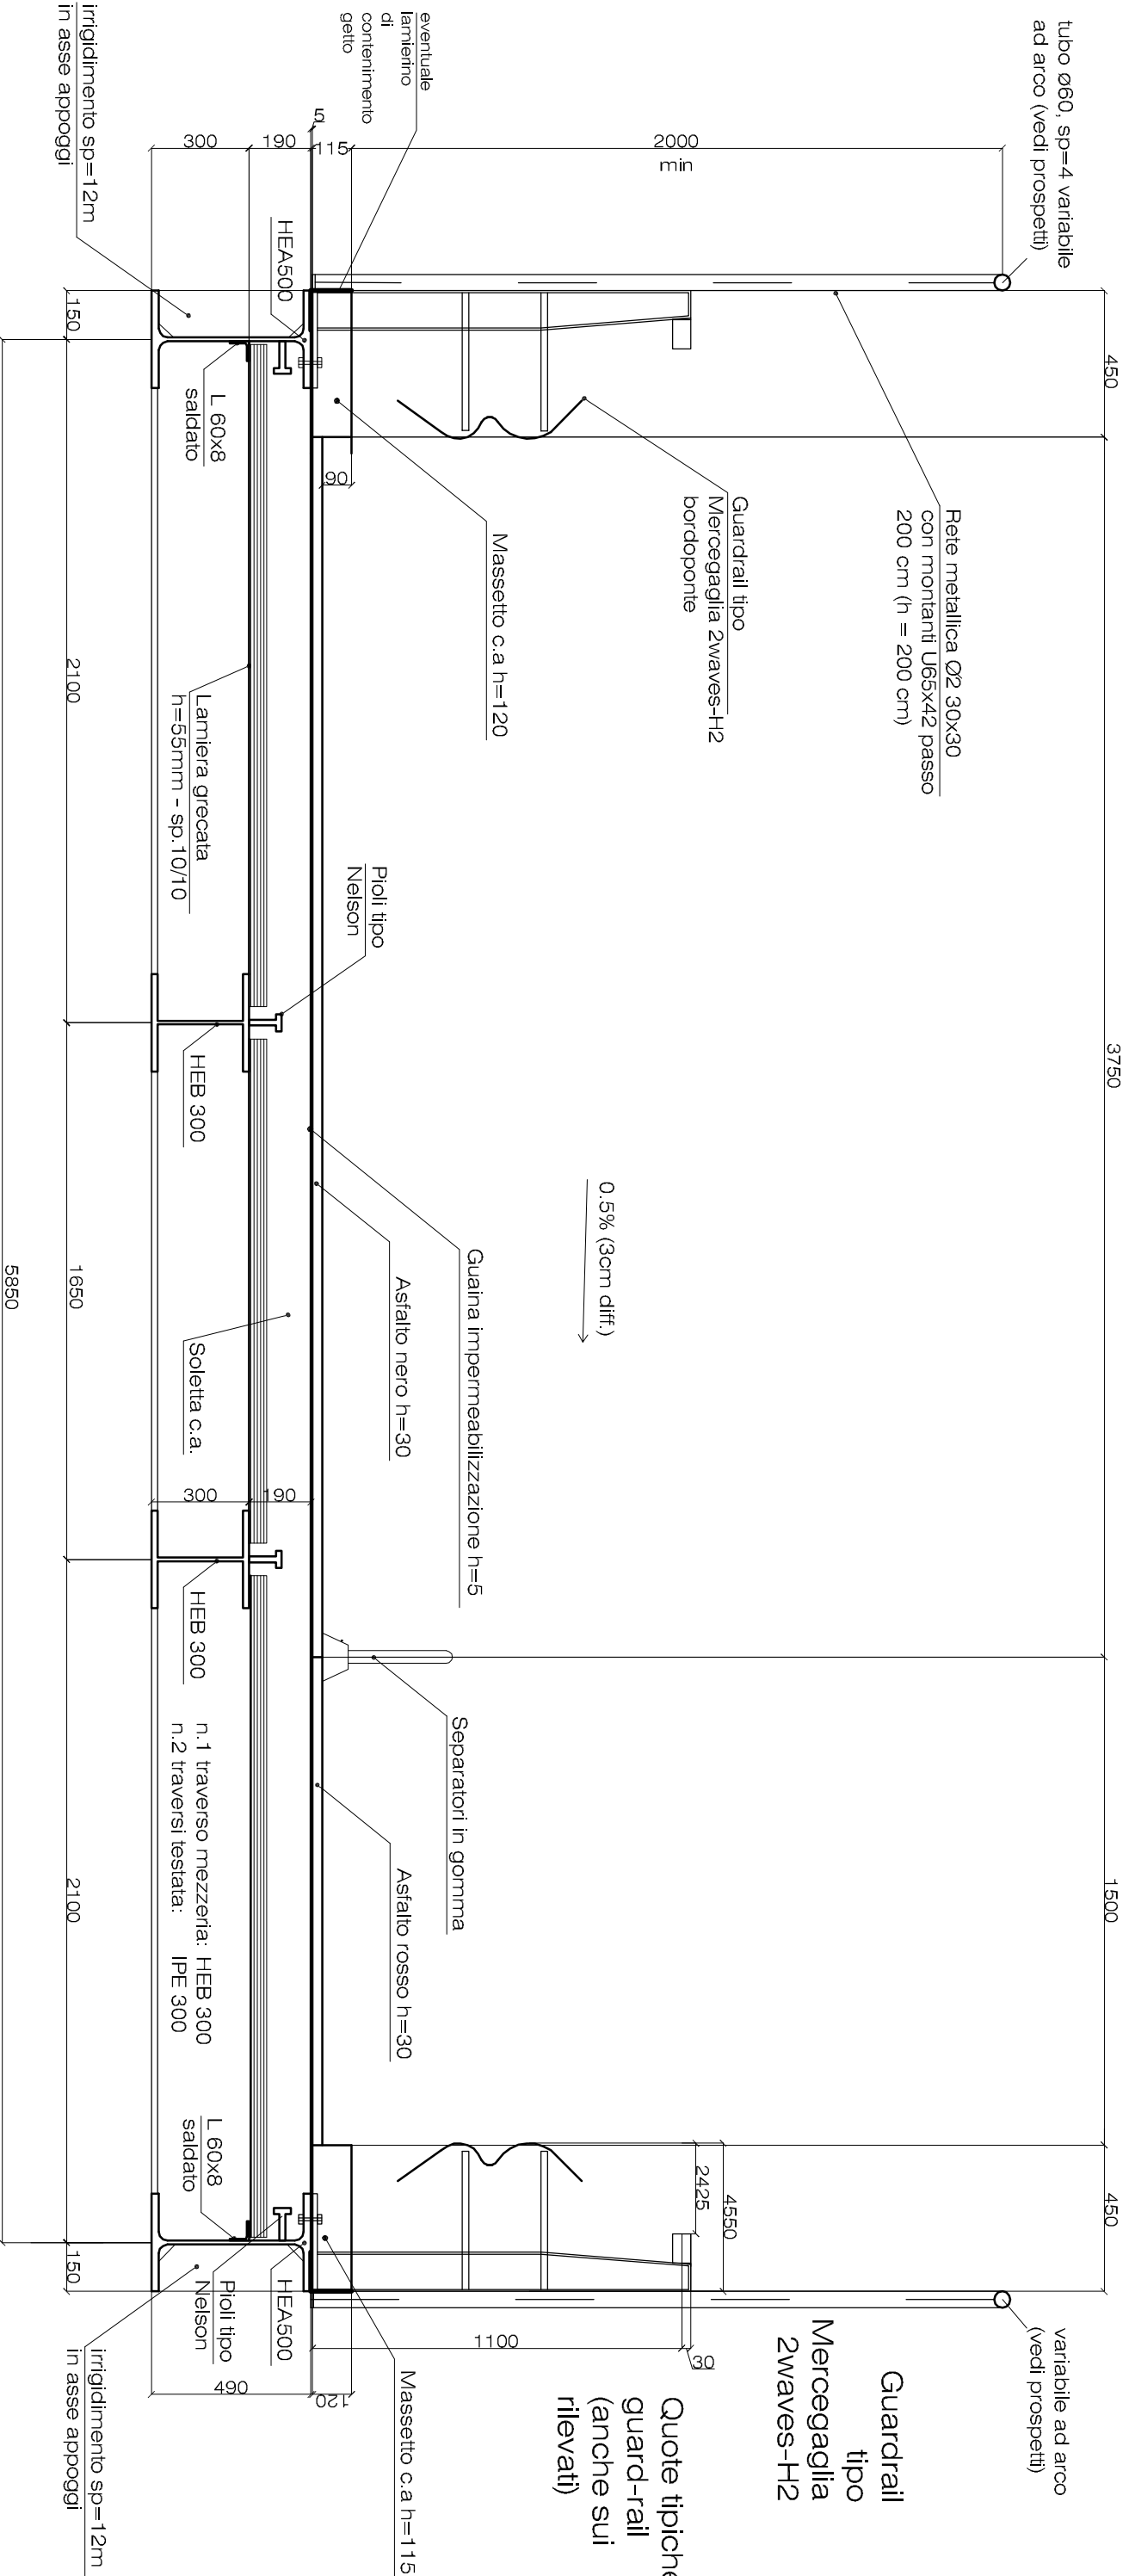 tubo ø60, sp=4 variabile
ad arco (vedi prospetti)
variabile ad arco
(vedi prospetti)
450
3750
1500
450
Rete metallica Ø2 30x30
con montanti U65x42 passo
200 cm (h = 200 cm)
Guardrail
tipo
Mercegaglia
2waves-H2
2000
min
Guardrail tipo
Mercegaglia 2waves-H2
bordoponte
4550
2425
30
1100
Quote tipiche
guard-rail
(anche sui
rilevati)
0.5% (3cm diff.)
eventuale
lamierino
di
contenimento
getto
Massetto c.a h=120
Guaina impermeabilizzazione h=5
Separatori in gomma
Asfalto nero h=30
Asfalto rosso h=30
Massetto c.a h=115
Pioli tipo
Nelson
5
115
90
120
190
300
190
300
490
HEA500
HEA500
L 60x8
saldato
Lamiera grecata
h=55mm - sp.10/10
HEB 300
Soletta c.a.
HEB 300
n.1 traverso mezzeria: HEB 300
n.2 traversi testata: IPE 300
L 60x8
saldato
Pioli tipo
Nelson
irrigidimento sp=12m
in asse appoggi
irrigidimento sp=12m
in asse appoggi
150
2100
1650
2100
150
5850